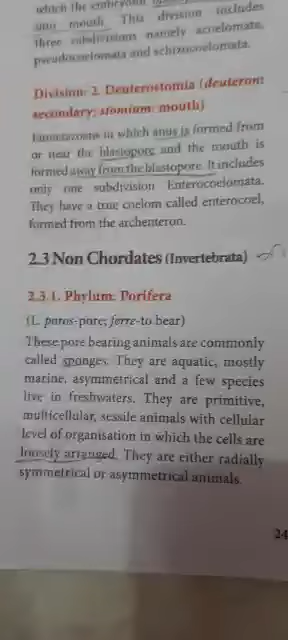 which the embryonic
into mouth. This division includes
three subdivisions namely acoelomata,
pseudocoelomata and schizocoelomata.
Division: 2. Deuterostomia (deuteron:
secondary; stomium: mouth)
Eumetazoans in which anus is formed from
or near the blastopore and the mouth is
formed away from the blastopore. It includes
only one subdivision Enterocoelomata.
They have a true coelom called enterocoel,
formed from the archenteron.
2.3 Non Chordates (Invertebrata)
2.3.1. Phylum: Porifera
(L. poros-pore; ferre-to bear)
These pore bearing animals are commonly
called sponges. They are aquatic, mostly
marine, asymmetrical and a few species
live in freshwaters. They are primitive,
multicellular, sessile animals with cellular
level of organisation in which the cells are
loosely arranged. They are either radially
symmetrical or asymmetrical animals.
24